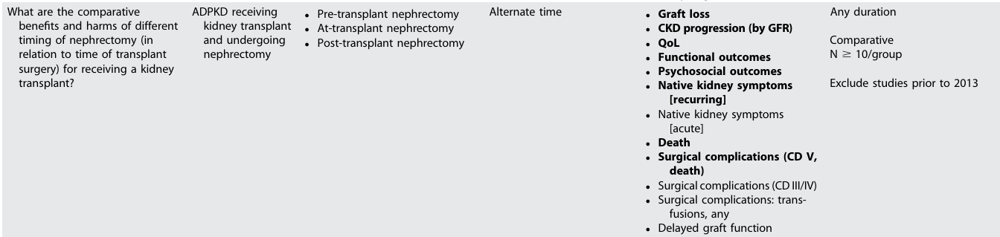 What are the comparative
benefits and harms of different
timing of nephrectomy (in
relation to time of transplant
surgery) for receiving a kidney
transplant?
ADPKD receiving
kidney transplant
and undergoing
nephrectomy
• Pre-transplant nephrectomy
• At-transplant nephrectomy
• Post-transplant nephrectomy
Alternate time
• Graft loss
• CKD progression (by GFR)
• QoL
• Functional outcomes
• Psychosocial outcomes
• Native kidney symptoms
[recurring]
• Native kidney symptoms
[acute]
• Death
• Surgical complications (CD V,
death)
• Surgical complications (CD III/IV)
• Surgical complications: trans-
fusions, any
• Delayed graft function
Any duration
Comparative
N ≥ 10/group
Exclude studies prior to 2013